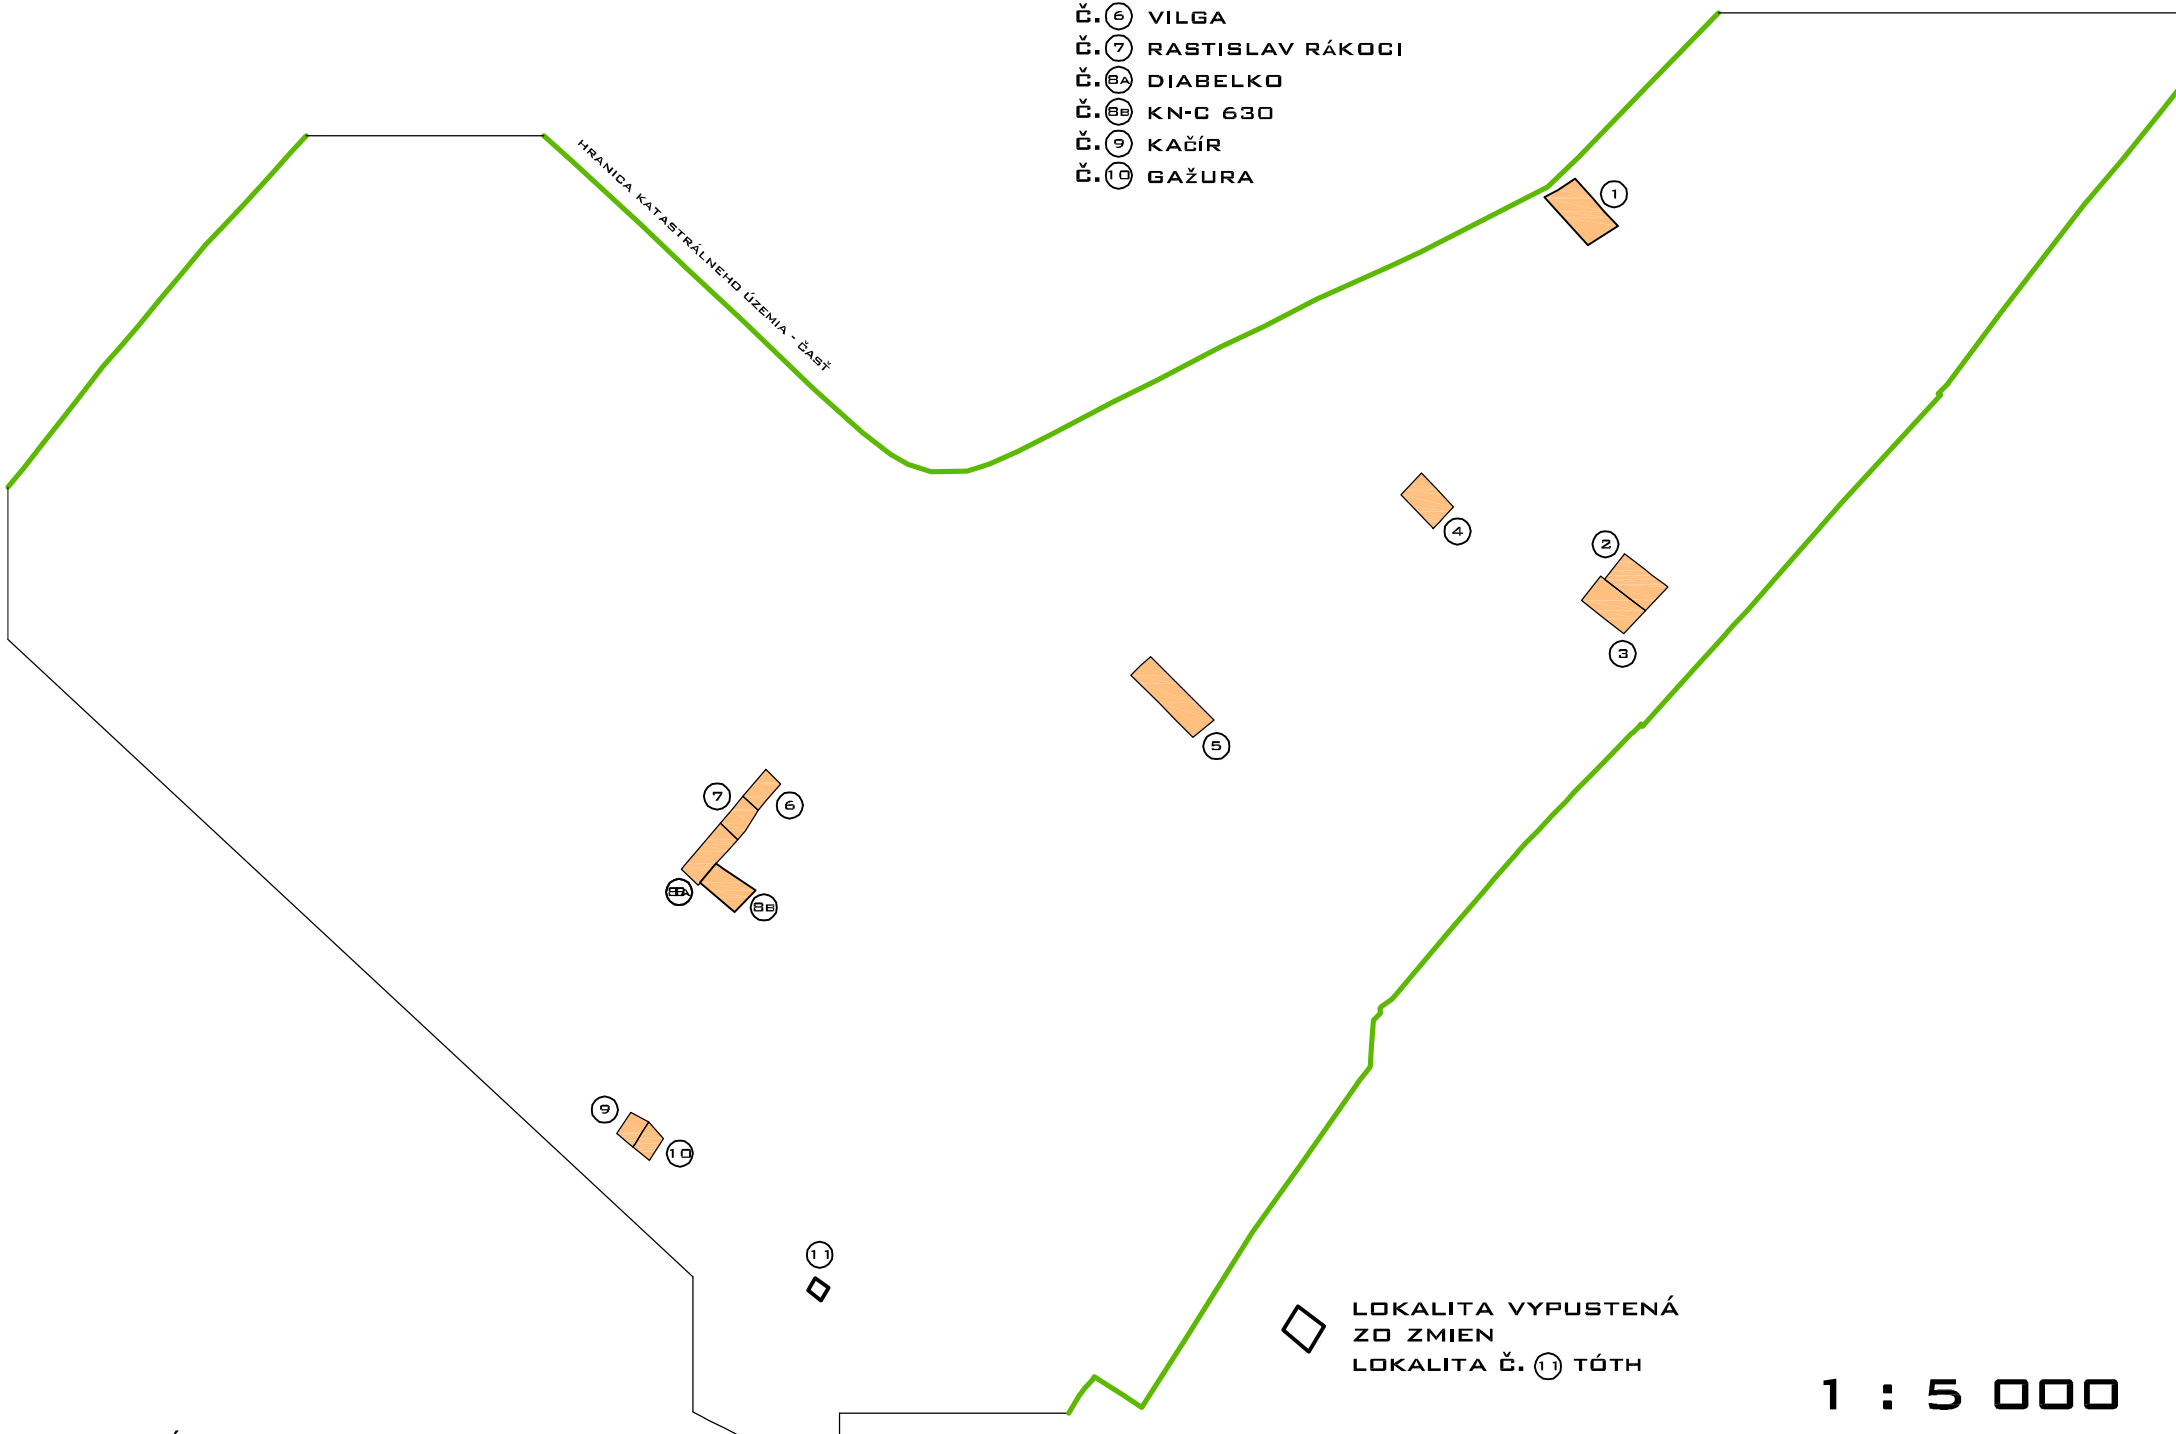 Č. 6 VILGA
Č. 7 RASTISLAV RÁKOCI
Č. 8A DIABELKO
Č. 8B KN-C 630
Č. 9 KAČÍR
Č. 10 GAŽURA
HRANICA KATASTRÁLNEHO ÚZEMIA - ČASŤ
1
4
2
3
5
7
6
8A
8B
9
10
11
LOKALITA VYPUSTENÁ
ZO ZMIEN
LOKALITA Č. 11 TÓTH
1 : 5 000